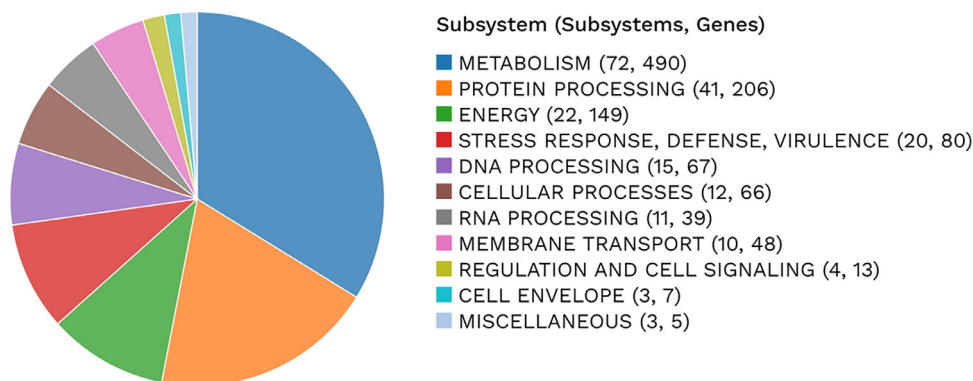 Subsystem (Subsystems, Genes)
METABOLISM (72, 490)
PROTEIN PROCESSING (41, 206)
ENERGY (22, 149)
STRESS RESPONSE, DEFENSE, VIRULENCE (20, 80)
DNA PROCESSING (15, 67)
CELLULAR PROCESSES (12, 66)
RNA PROCESSING (11, 39)
MEMBRANE TRANSPORT (10, 48)
REGULATION AND CELL SIGNALING (4, 13)
CELL ENVELOPE (3, 7)
MISCELLANEOUS (3, 5)